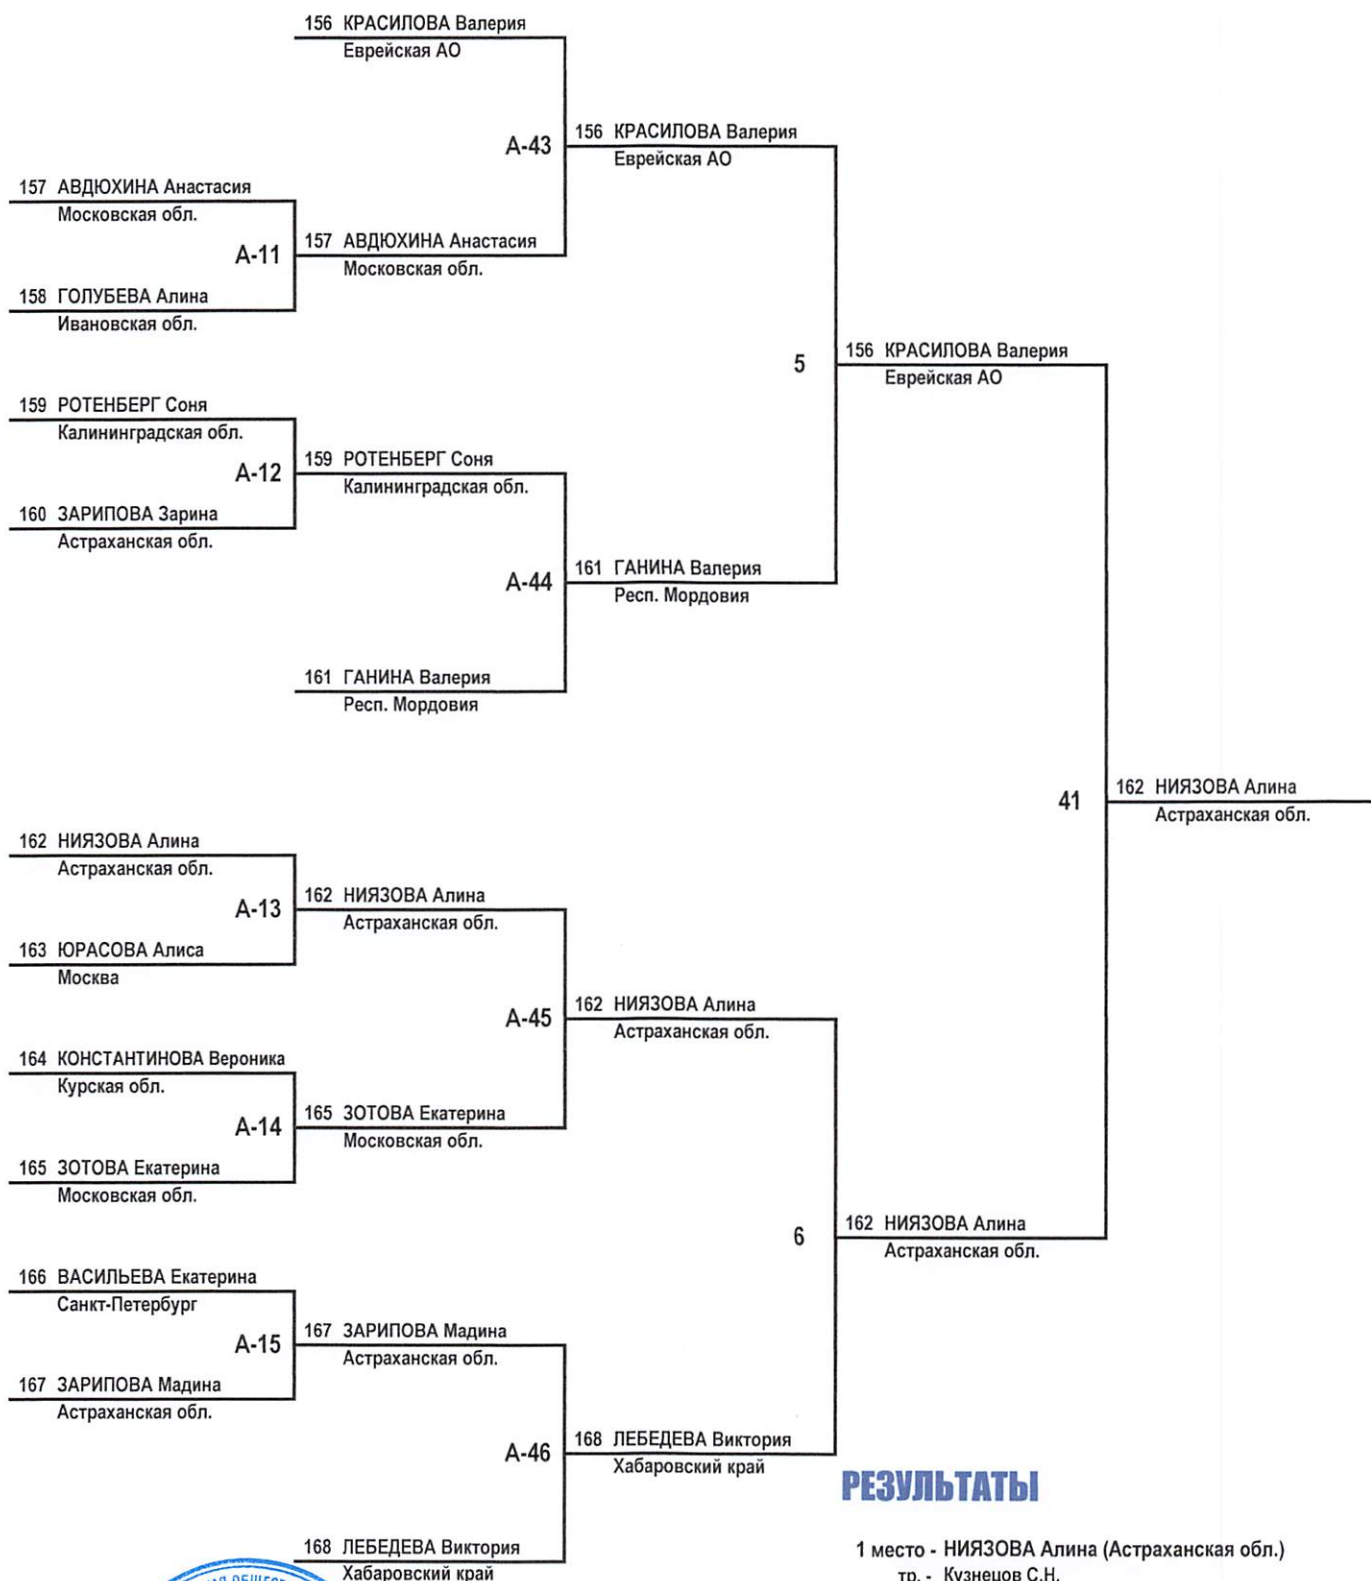 156 КРАСИЛОВА Валерия
Еврейская АО
А-43
156 КРАСИЛОВА Валерия
Еврейская АО
157 АВДЮХИНА Анастасия
Московская обл.
А-11
157 АВДЮХИНА Анастасия
Московская обл.
158 ГОЛУБЕВА Алина
Ивановская обл.
5
156 КРАСИЛОВА Валерия
Еврейская АО
159 РОТЕНБЕРГ Соня
Калининградская обл.
А-12
159 РОТЕНБЕРГ Соня
Калининградская обл.
160 ЗАРИПОВА Зарина
Астраханская обл.
А-44
161 ГАНИНА Валерия
Респ. Мордовия
161 ГАНИНА Валерия
Респ. Мордовия
41
162 НИЯЗОВА Алина
Астраханская обл.
162 НИЯЗОВА Алина
Астраханская обл.
А-13
162 НИЯЗОВА Алина
Астраханская обл.
163 ЮРАСОВА Алиса
Москва
А-45
162 НИЯЗОВА Алина
Астраханская обл.
164 КОНСТАНТИНОВА Вероника
Курская обл.
А-14
165 ЗОТОВА Екатерина
Московская обл.
165 ЗОТОВА Екатерина
Московская обл.
6
162 НИЯЗОВА Алина
Астраханская обл.
166 ВАСИЛЬЕВА Екатерина
Санкт-Петербург
А-15
167 ЗАРИПОВА Мадина
Астраханская обл.
167 ЗАРИПОВА Мадина
Астраханская обл.
А-46
168 ЛЕБЕДЕВА Виктория
Хабаровский край
168 ЛЕБЕДЕВА Виктория
Хабаровский край
РЕЗУЛЬТАТЫ
1 место - НИЯЗОВА Алина (Астраханская обл.)
тр. - Кузнецов С.Н.